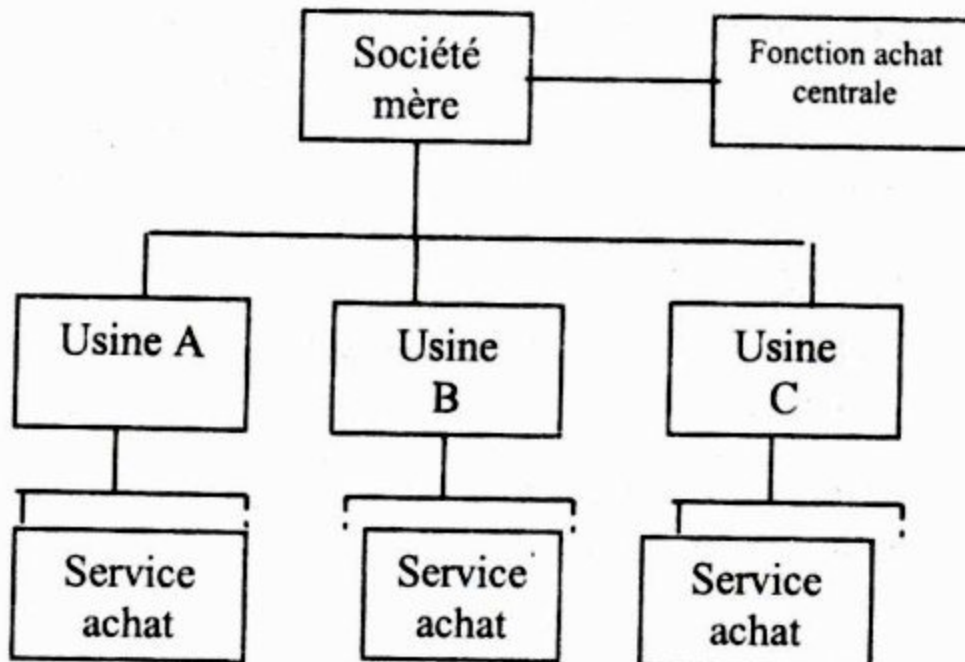 Société
mère
Fonction achat
centrale
Usine A
Usine
B
Usine
C
Service
achat
Service
achat
Service
achat